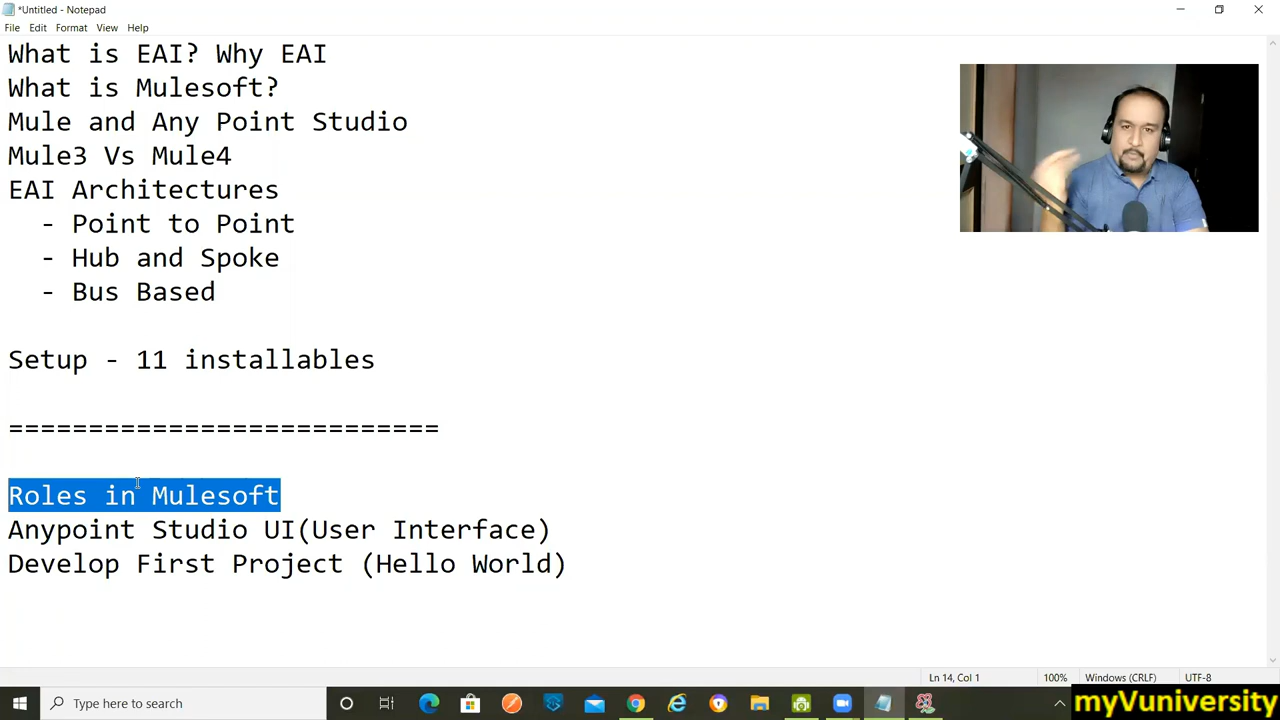 *Untitled - Notepad
File Edit Format View Help
What is EAI? Why EAI
What is Mulesoft?
Mule and Any Point Studio
Mule3 Vs Mule4
EAI Architectures
- Point to Point
- Hub and Spoke
- Bus Based
Setup - 11 installables
===========================
Roles in Mulesoft
Anypoint Studio UI(User Interface)
Develop First Project (Hello World)
Ln 14, Col 1 100% Windows (CRLF) UTF-8
Type here to search
myVuniversity